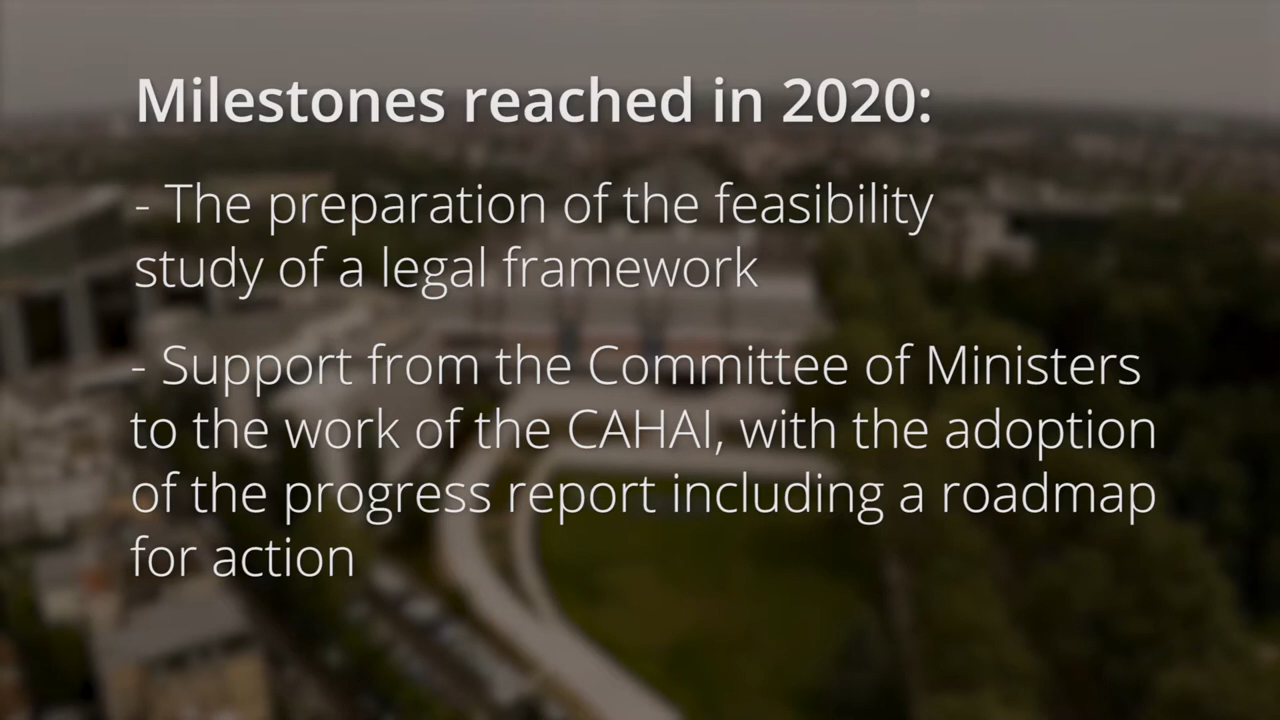 Milestones reached in 2020:
- The preparation of the feasibility
study of a legal framework
- Support from the Committee of Ministers
to the work of the CAHAI, with the adoption
of the progress report including a roadmap
for action